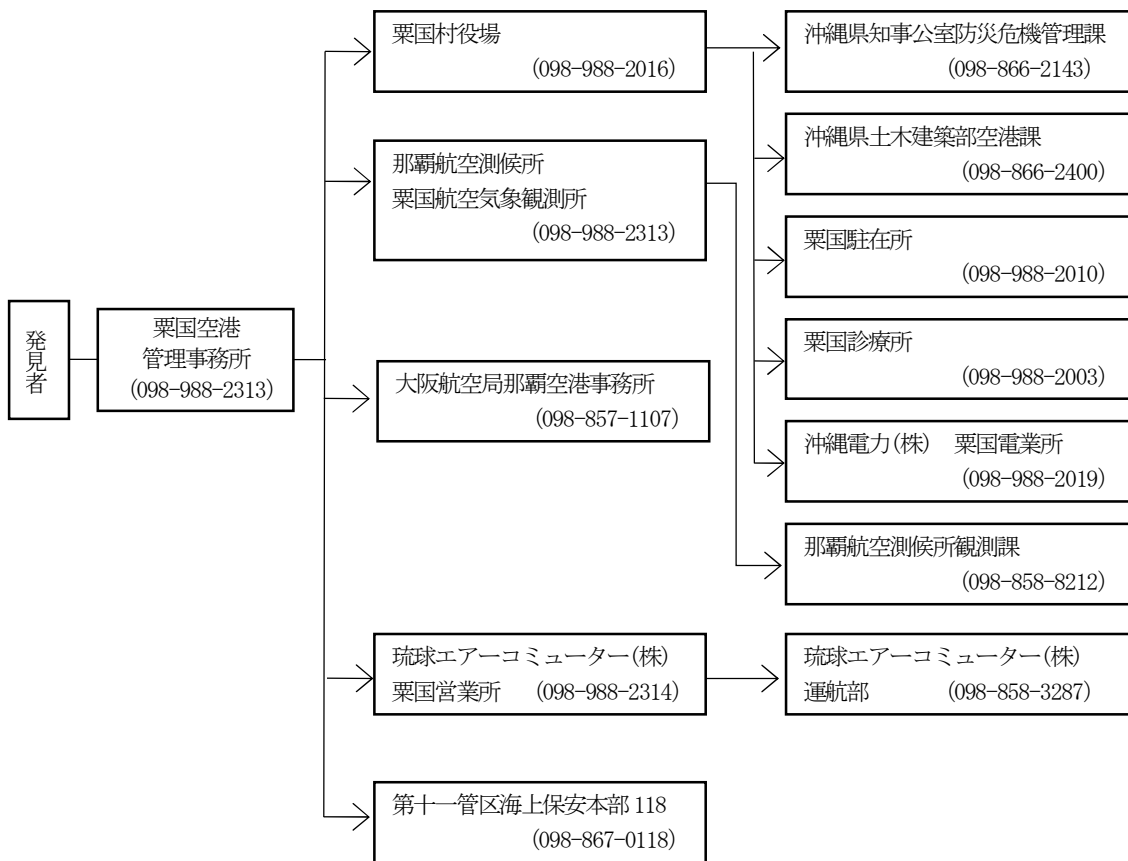 発見者
粟国空港
管理事務所
(098-988-2313)
粟国村役場
(098-988-2016)
那覇航空測候所
粟国航空気象観測所
(098-988-2313)
大阪航空局那覇空港事務所
(098-857-1107)
琉球エアーコミューター(株)
粟国営業所 (098-988-2314)
第十一管区海上保安本部 118
(098-867-0118)
沖縄県知事公室防災危機管理課
(098-866-2143)
沖縄県土木建築部空港課
(098-866-2400)
粟国駐在所
(098-988-2010)
粟国診療所
(098-988-2003)
沖縄電力(株) 粟国電業所
(098-988-2019)
那覇航空測候所観測課
(098-858-8212)
琉球エアーコミューター(株)
運航部 (098-858-3287)